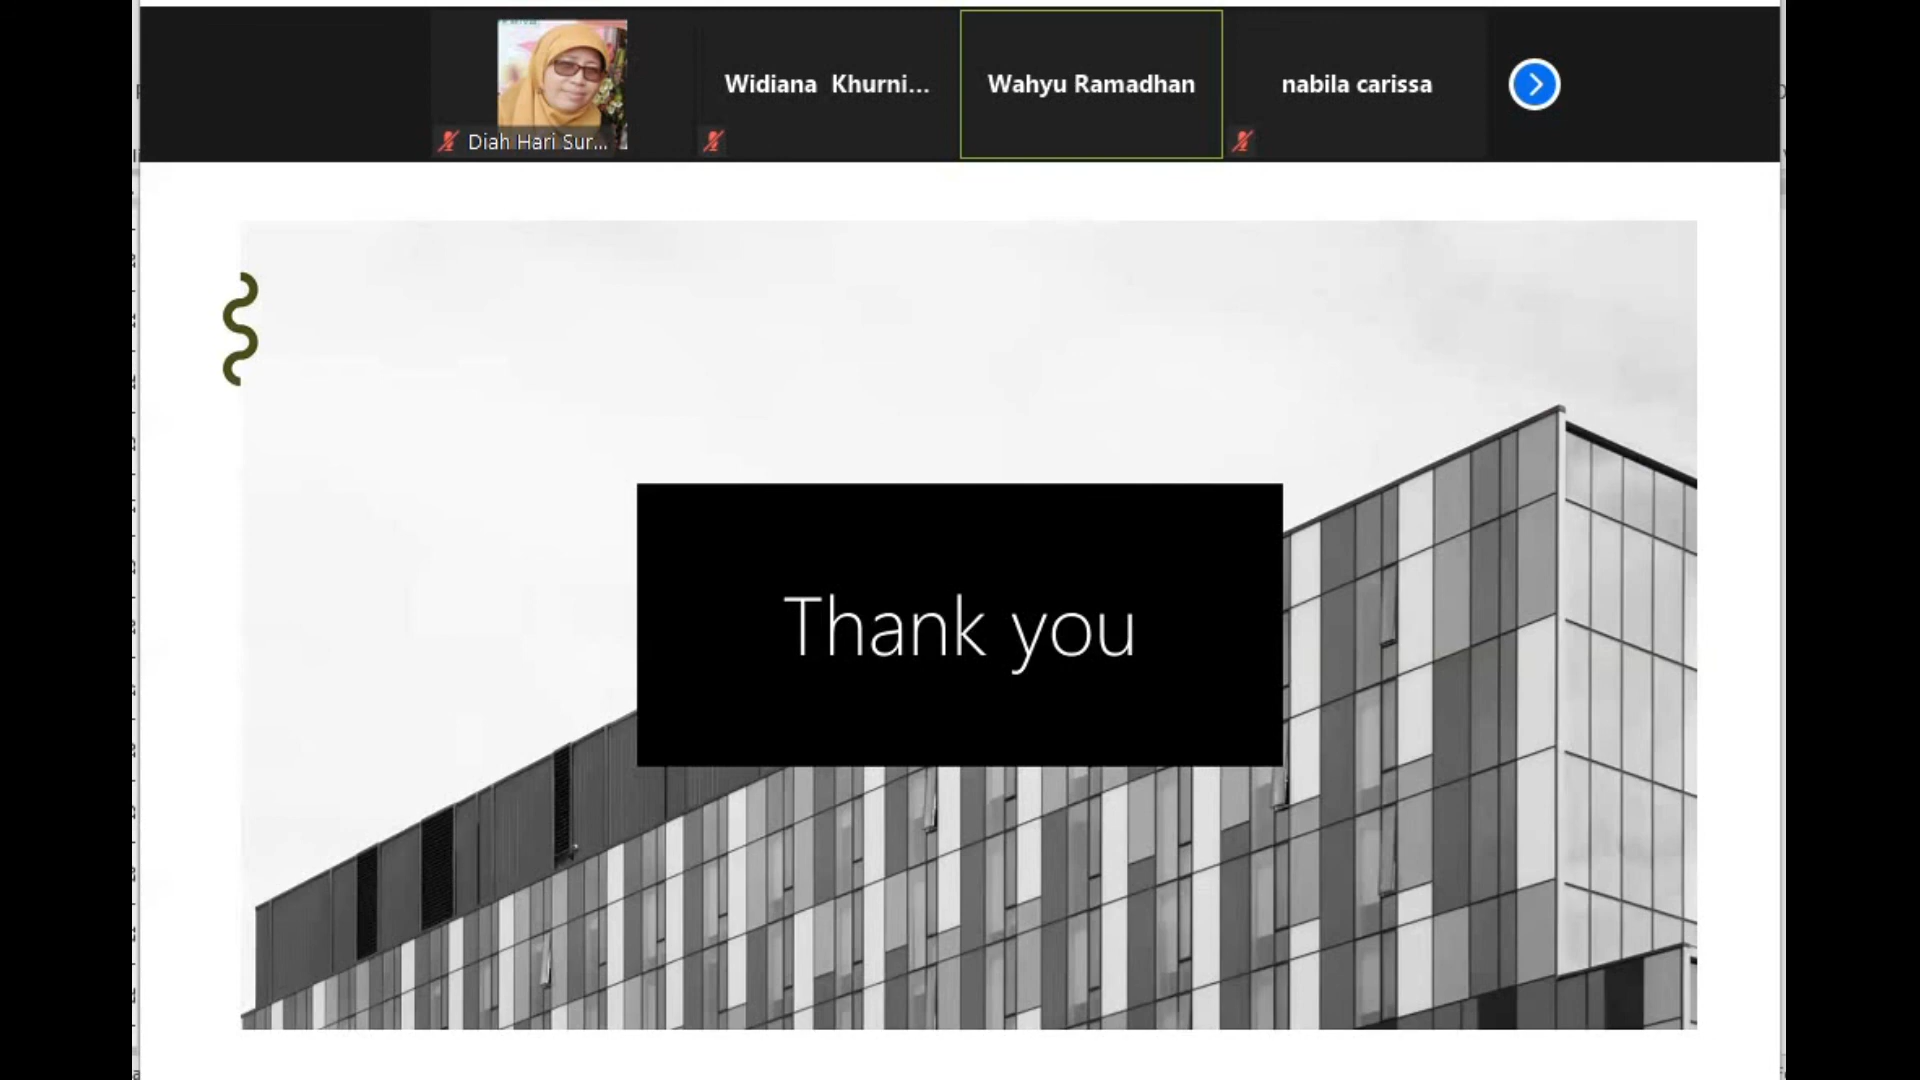 Widiana Khurni...
Wahyu Ramadhan
nabila carissa
Diah Hari Sur...
Thank you